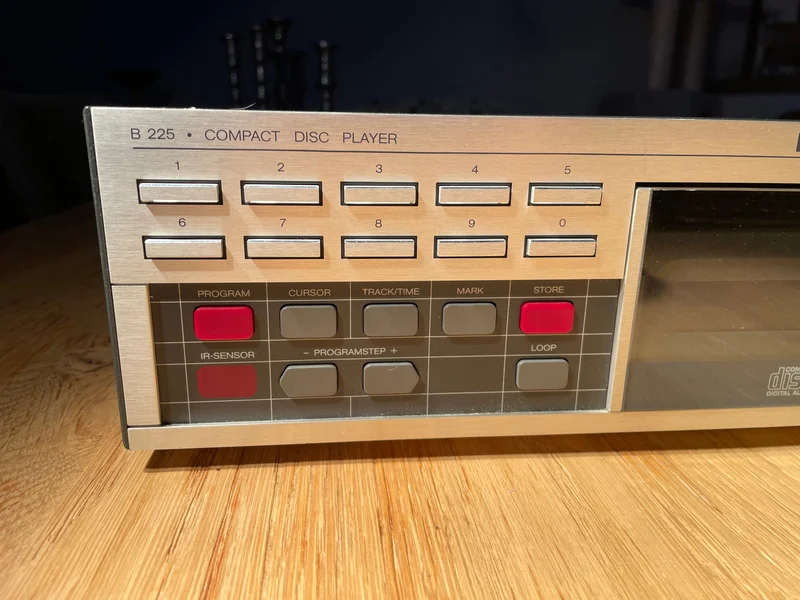 B 225 • COMPACT DISC PLAYER
1 2 3 4 5
6 7 8 9 0
PROGRAM CURSOR TRACK/TIME MARK STORE
IR-SENSOR − PROGRAMSTEP + LOOP
DIGITAL